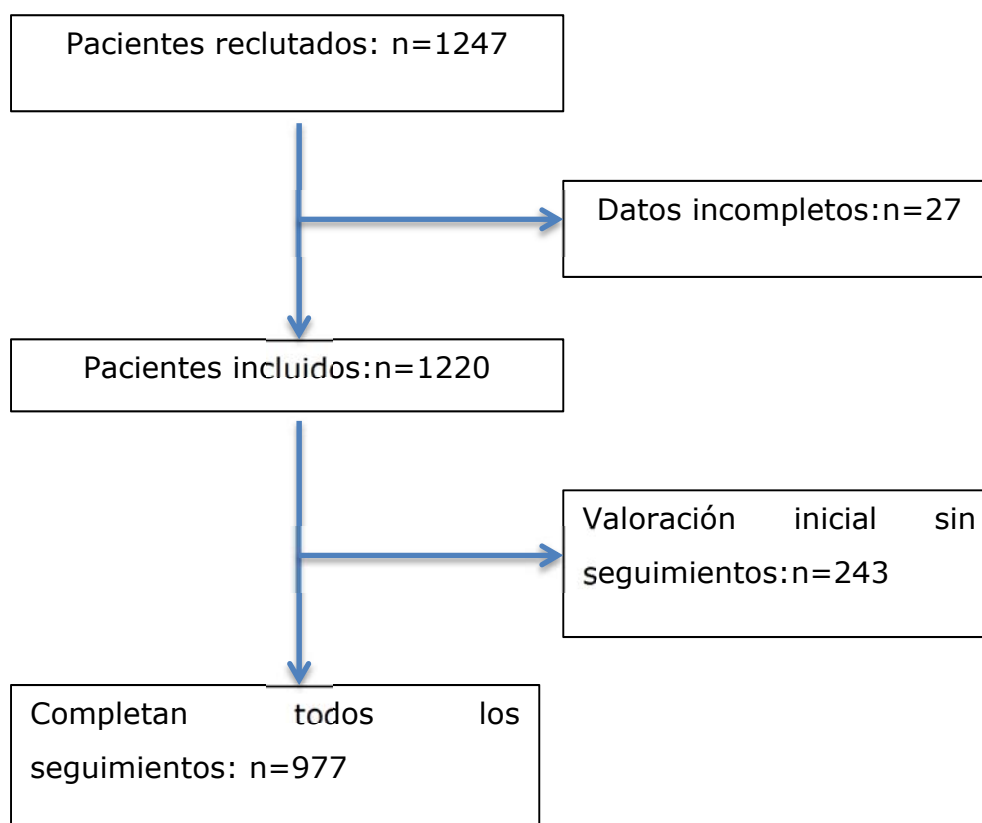 Pacientes reclutados: n=1247
Datos incompletos:n=27
Pacientes incluidos:n=1220
Valoración inicial sin
seguimientos:n=243
Completan todos los
seguimientos: n=977